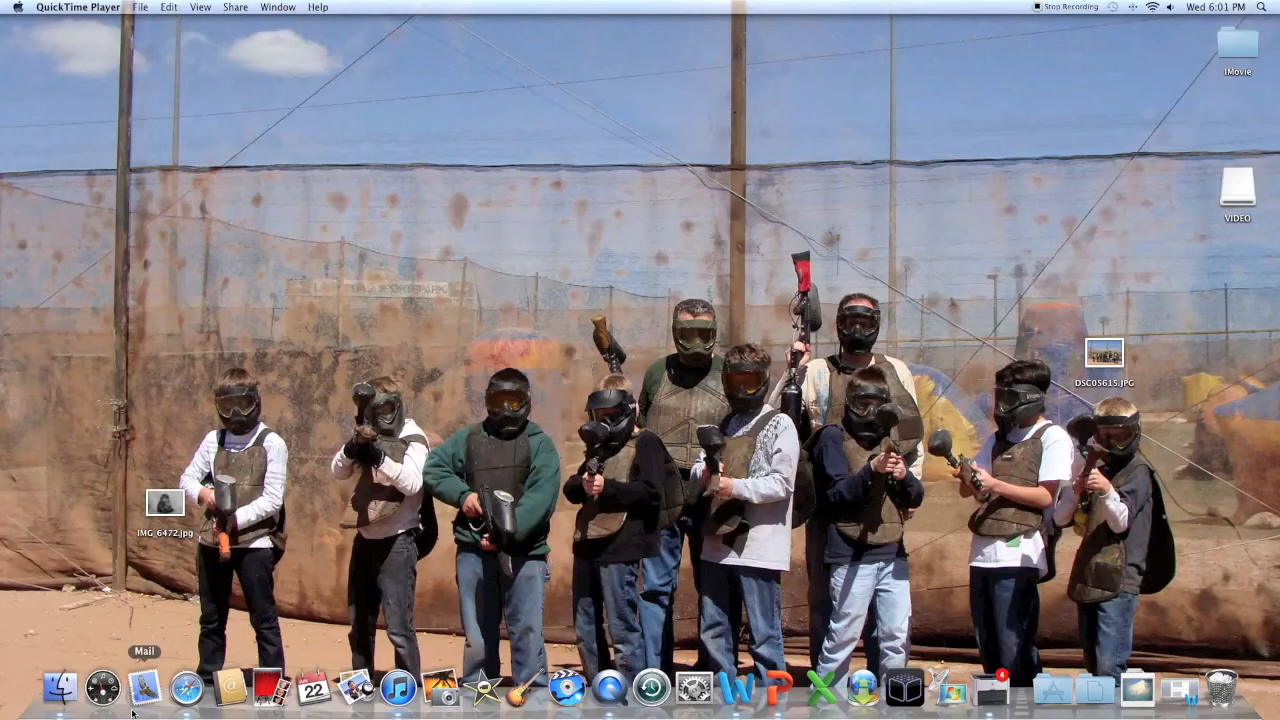 QuickTime Player File Edit View Share Window Help Stop Recording Wed 6:01 PM
IMovie
VIDEO
DSC05615.JPG
IMG_6472.jpg
Mail
22
4